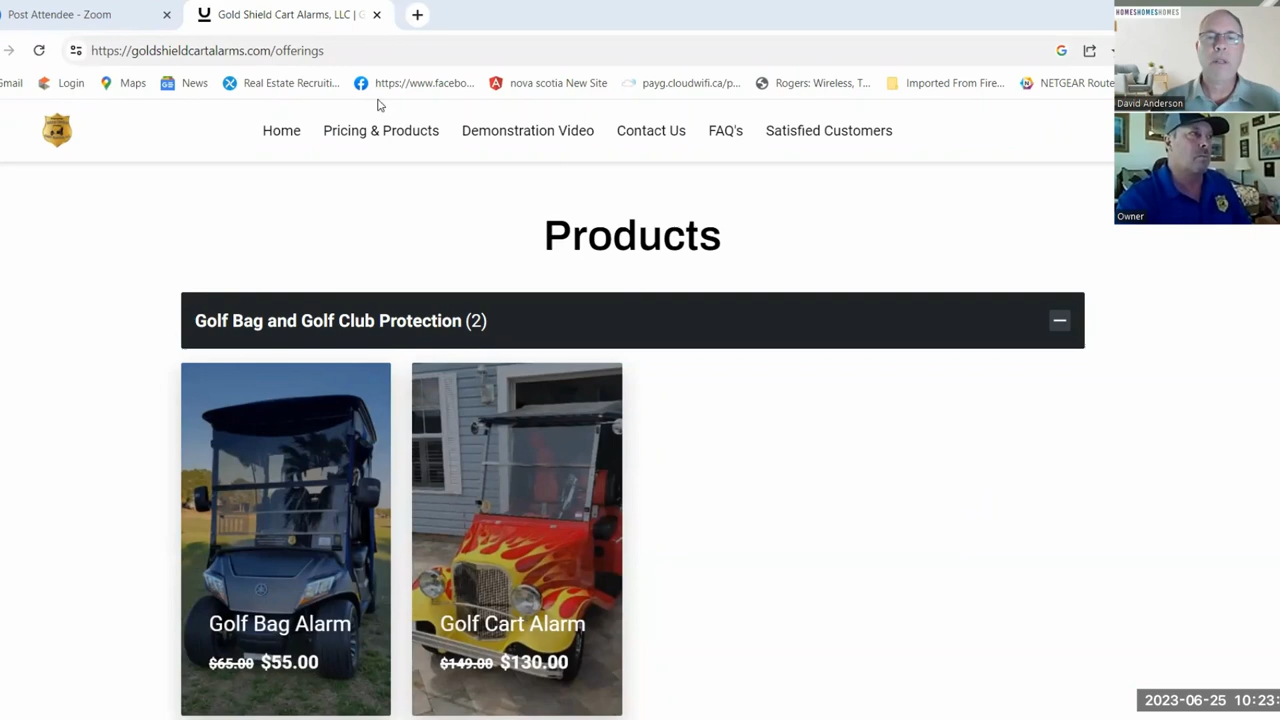 Post Attendee - Zoom
Gold Shield Cart Alarms, LLC | G
https://goldshieldcartalarms.com/offerings
Gmail
Login
Maps
News
Real Estate Recruiti...
https://www.facebo...
nova scotia New Site
payg.cloudwifi.ca/p...
Rogers: Wireless, T...
Imported From Fire...
NETGEAR Route
Home
Pricing & Products
Demonstration Video
Contact Us
FAQ's
Satisfied Customers
HOMESHOMESHOMES
David Anderson
Owner
Products
Golf Bag and Golf Club Protection (2)
Golf Bag Alarm
$65.00 $55.00
Golf Cart Alarm
$149.00 $130.00
2023-06-25 10:23: